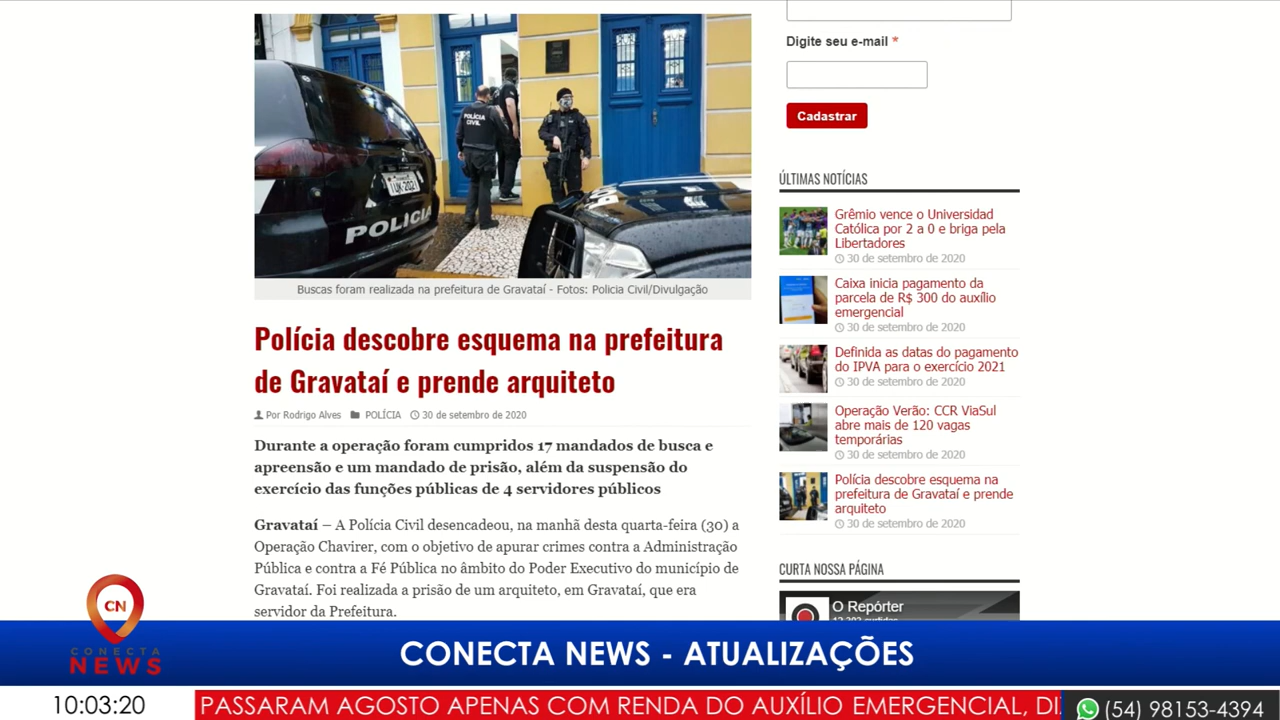 POLÍCIA
CIVIL
POLÍCIA
Buscas foram realizada na prefeitura de Gravataí - Fotos: Policia Civil/Divulgação
Polícia descobre esquema na prefeitura
de Gravataí e prende arquiteto
Por Rodrigo Alves POLÍCIA 30 de setembro de 2020
Durante a operação foram cumpridos 17 mandados de busca e
apreensão e um mandado de prisão, além da suspensão do
exercício das funções públicas de 4 servidores públicos
Gravataí – A Polícia Civil desencadeou, na manhã desta quarta-feira (30) a
Operação Chavirer, com o objetivo de apurar crimes contra a Administração
Pública e contra a Fé Pública no âmbito do Poder Executivo do município de
Gravataí. Foi realizada a prisão de um arquiteto, em Gravataí, que era
servidor da Prefeitura.
Digite seu e-mail *
Cadastrar
ÚLTIMAS NOTÍCIAS
Grêmio vence o Universidad
Católica por 2 a 0 e briga pela
Libertadores
30 de setembro de 2020
Caixa inicia pagamento da
parcela de R$ 300 do auxílio
emergencial
30 de setembro de 2020
Definida as datas do pagamento
do IPVA para o exercício 2021
30 de setembro de 2020
Operação Verão: CCR ViaSul
abre mais de 120 vagas
temporárias
30 de setembro de 2020
Polícia descobre esquema na
prefeitura de Gravataí e prende
arquiteto
30 de setembro de 2020
CURTA NOSSA PÁGINA
O Repórter
CN
CONECTA
NEWS
CONECTA NEWS - ATUALIZAÇÕES
10:03:20
PASSARAM AGOSTO APENAS COM RENDA DO AUXÍLIO EMERGENCIAL, DI
(54) 98153-4394